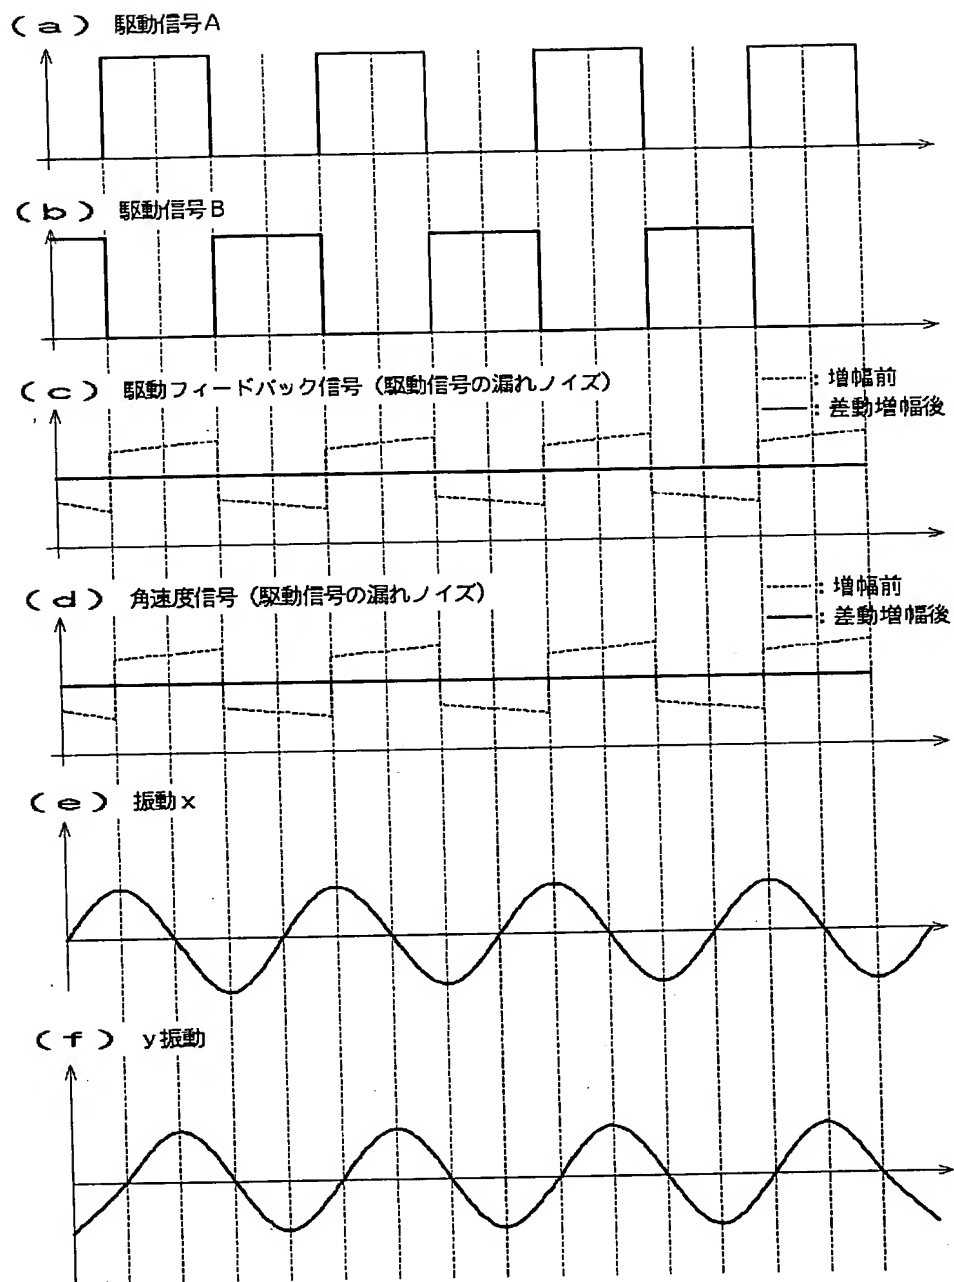 (a) 駆動信号A
(b) 駆動信号B
(c) 駆動フィードバック信号(駆動信号の漏れノイズ)
-----: 増幅前
——: 差動増幅後
(d) 角速度信号(駆動信号の漏れノイズ)
-----: 増幅前
——: 差動増幅後
(e) 振動x
(f) y振動